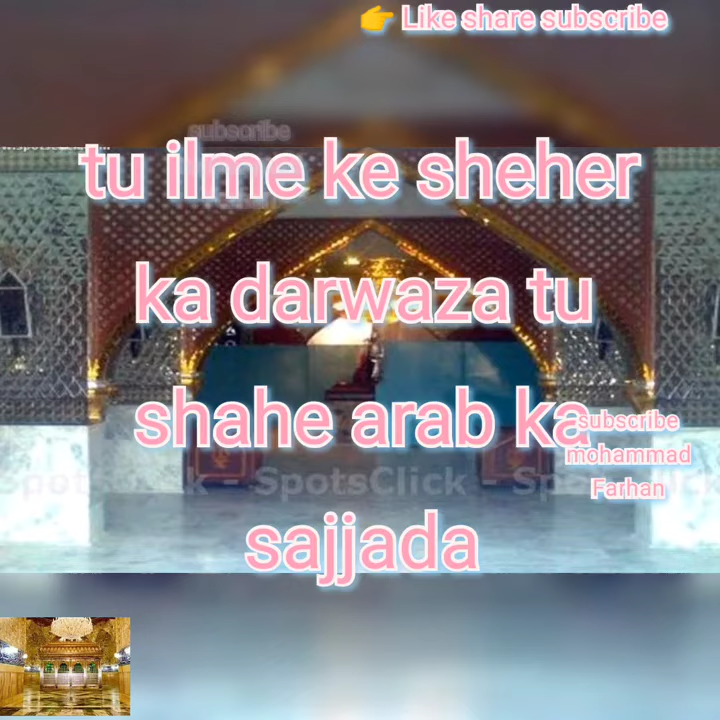 👉 Like share subscribe
subscribe
tu ilme ke sheher
ka darwaza tu
shahe arab ka
subscribe
mohammad
Farhan
SpotsClick
sajjada